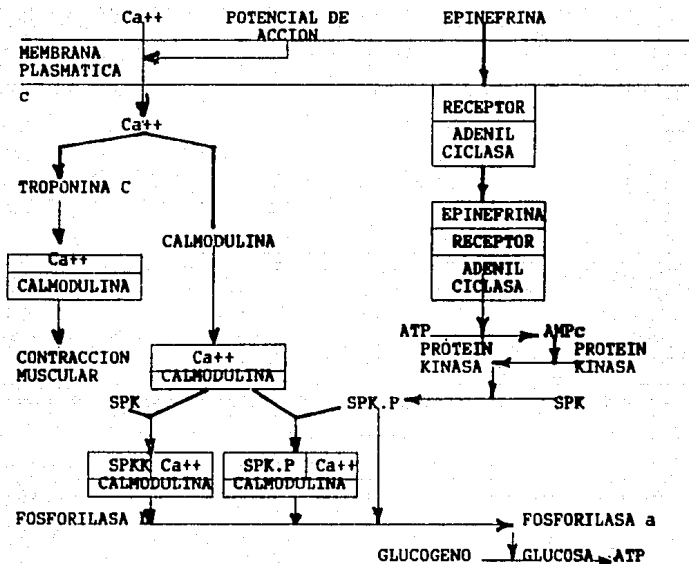 Ca++
POTENCIAL DE
ACCION
EPINEFRINA
MEMBRANA
PLASMATICA
c
RECEPTOR
ADENIL
CICLASA
Ca++
TROPONINA C
CALMODULINA
EPINEFRINA
RECEPTOR
ADENIL
CICLASA
Ca++
CALMODULINA
ATP
AMPc
PROTEIN
KINASA
PROTEIN
KINASA
CONTRACCION
MUSCULAR
Ca++
CALMODULINA
SPK
SPK.P
SPK
SPKK Ca++
CALMODULINA
SPK.P Ca++
CALMODULINA
FOSFORILASA
FOSFORILASA a
GLUCOGENO
GLUCOSA
ATP